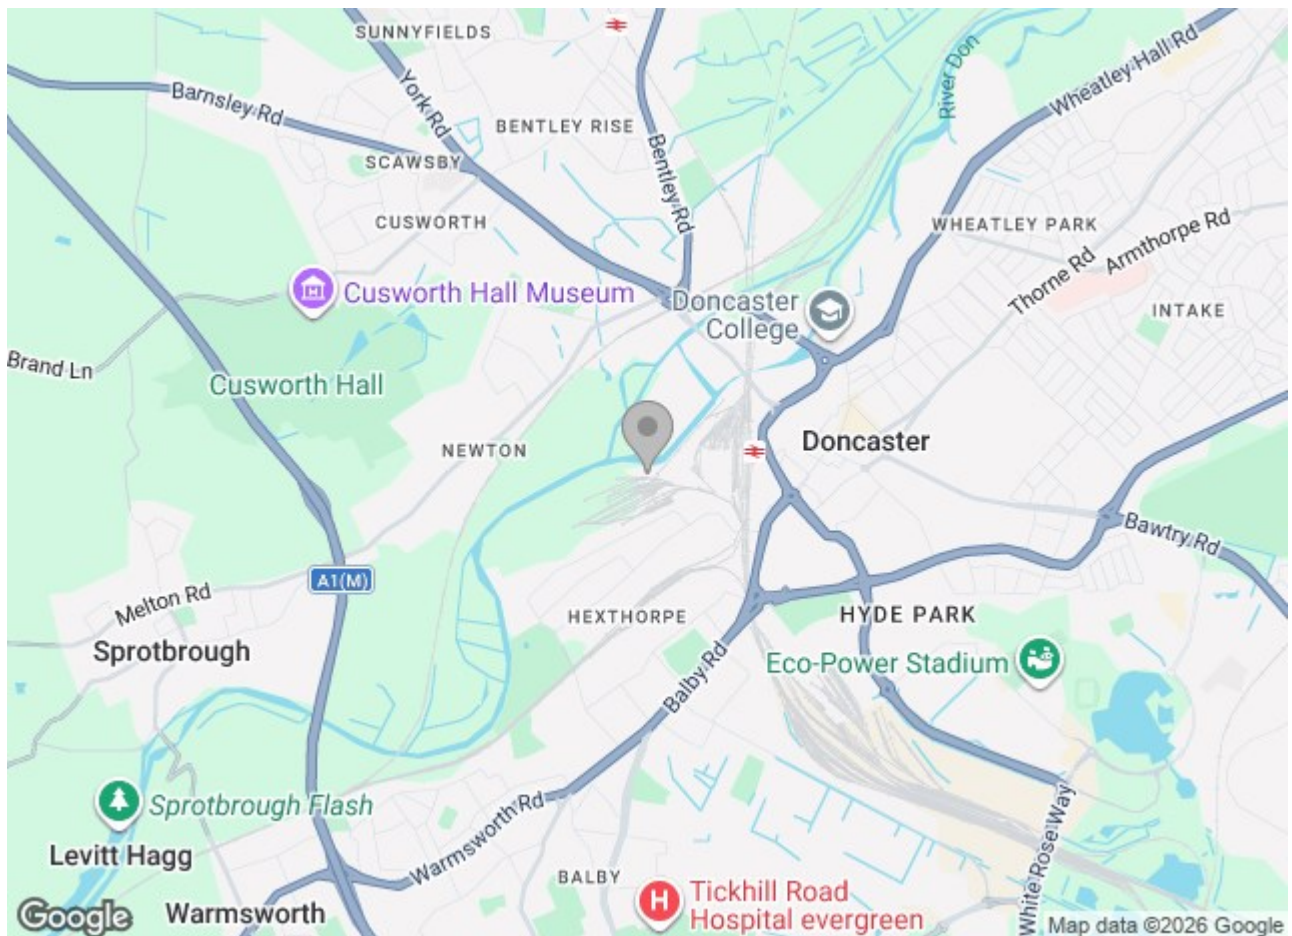 SUNNYFIELDS
Barnsley Rd
York Rd
BENTLEY RISE
SCAWSBY
Bentley Rd
River Don
Wheatley Hall Rd
CUSWORTH
WHEATLEY PARK
Armthorpe Rd
Thorne Rd
Cusworth Hall Museum
Doncaster
College
INTAKE
Brand Ln
Cusworth Hall
NEWTON
Doncaster
Bawtry Rd
A1(M)
Melton Rd
HEXTHORPE
HYDE PARK
Sprotbrough
Eco-Power Stadium
Balby Rd
Sprotbrough Flash
Warmsworth Rd
White Rose Way
Levitt Hagg
BALBY
Tickhill Road
Hospital evergreen
Warmsworth
Google
Map data ©2026 Google